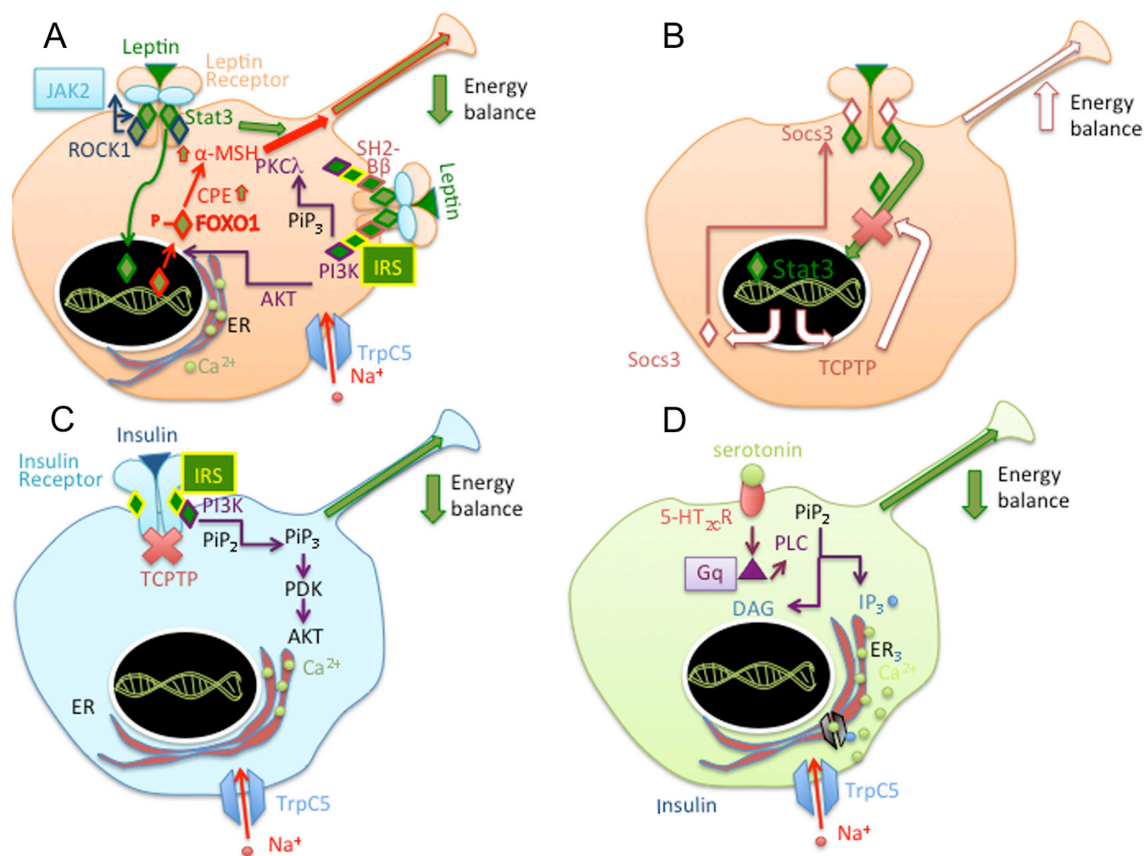 A
Leptin
Leptin
Receptor
JAK2
Stat3
ROCK1
α-MSH
CPE
P
FOXO1
PKCλ
SH2-
Bβ
Leptin
PiP3
PI3K
IRS
AKT
ER
Ca2+
TrpC5
Na+
Energy
balance
B
Socs3
Energy
balance
Stat3
Socs3
TCPTP
C
Insulin
Insulin
Receptor
IRS
PI3K
PiP2
PiP3
TCPTP
PDK
AKT
Ca2+
ER
TrpC5
Na+
Energy
balance
D
serotonin
5-HT2cR
PiP2
PLC
Gq
DAG
IP3
ER3
Ca2+
Insulin
TrpC5
Na+
Energy
balance